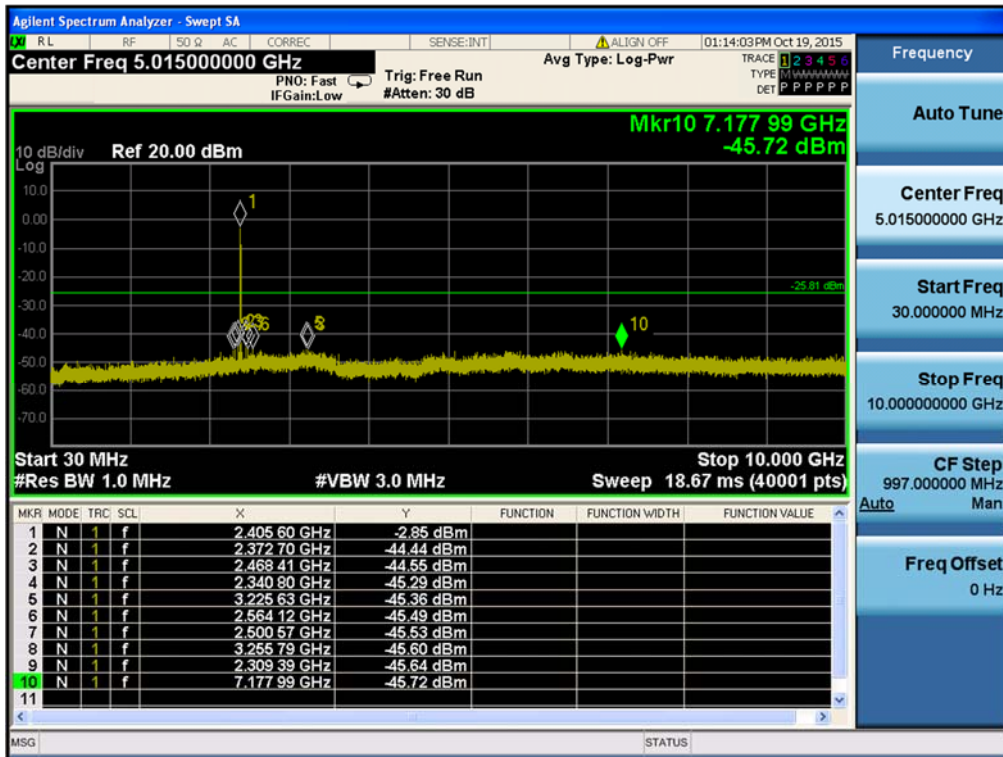 Agilent Spectrum Analyzer - Swept SA
LXI RL RF 50 Ω AC CORREC SENSE:INT ALIGN OFF 01:14:03 PM Oct 19, 2015
Center Freq 5.015000000 GHz
PNO: Fast
IFGain:Low
Trig: Free Run
#Atten: 30 dB
Avg Type: Log-Pwr
TRACE 1 2 3 4 5 6
TYPE M
DET P P P P P P
Mkr10 7.177 99 GHz
-45.72 dBm
10 dB/div Ref 20.00 dBm
Log
10.0
0.00
-10.0
-20.0
-30.0
-40.0
-50.0
-60.0
-70.0
1
-25.81 dBm
10
Start 30 MHz Stop 10.000 GHz
#Res BW 1.0 MHz #VBW 3.0 MHz Sweep 18.67 ms (40001 pts)
MKR MODE TRC SCL X Y FUNCTION FUNCTION WIDTH FUNCTION VALUE
1 N 1 f 2.405 60 GHz -2.85 dBm
2 N 1 f 2.372 70 GHz -44.44 dBm
3 N 1 f 2.468 41 GHz -44.55 dBm
4 N 1 f 2.340 80 GHz -45.29 dBm
5 N 1 f 3.225 63 GHz -45.36 dBm
6 N 1 f 2.564 12 GHz -45.49 dBm
7 N 1 f 2.500 57 GHz -45.53 dBm
8 N 1 f 3.255 79 GHz -45.60 dBm
9 N 1 f 2.309 39 GHz -45.64 dBm
10 N 1 f 7.177 99 GHz -45.72 dBm
11
MSG STATUS
Frequency
Auto Tune
Center Freq
5.015000000 GHz
Start Freq
30.000000 MHz
Stop Freq
10.000000000 GHz
CF Step
997.000000 MHz
Auto Man
Freq Offset
0 Hz